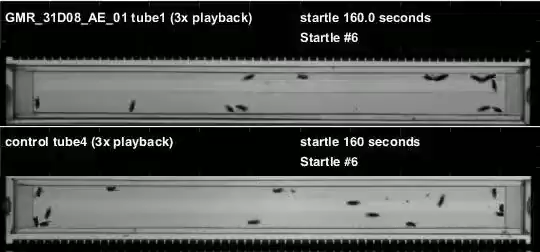 GMR_31D08_AE_01 tube1 (3x playback)
startle 160.0 seconds
Startle #6
control tube4 (3x playback)
startle 160 seconds
Startle #6